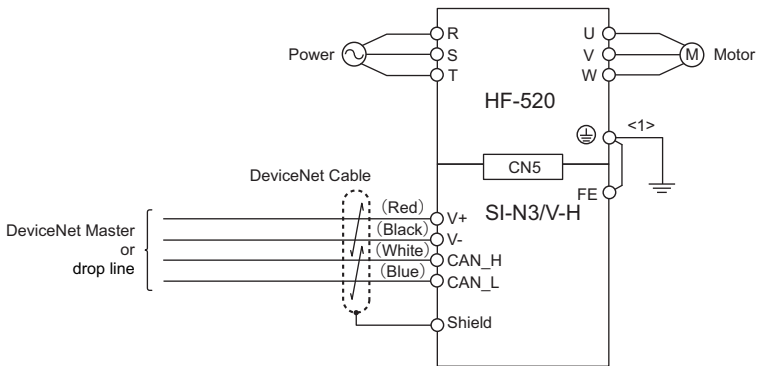 R
U
Power
S
V
M
Motor
T
W
HF-520
<1>
CN5
DeviceNet Cable
FE
SI-N3/V-H
(Red)
V+
DeviceNet Master
or
drop line
(Black)
V-
(White)
CAN_H
(Blue)
CAN_L
Shield